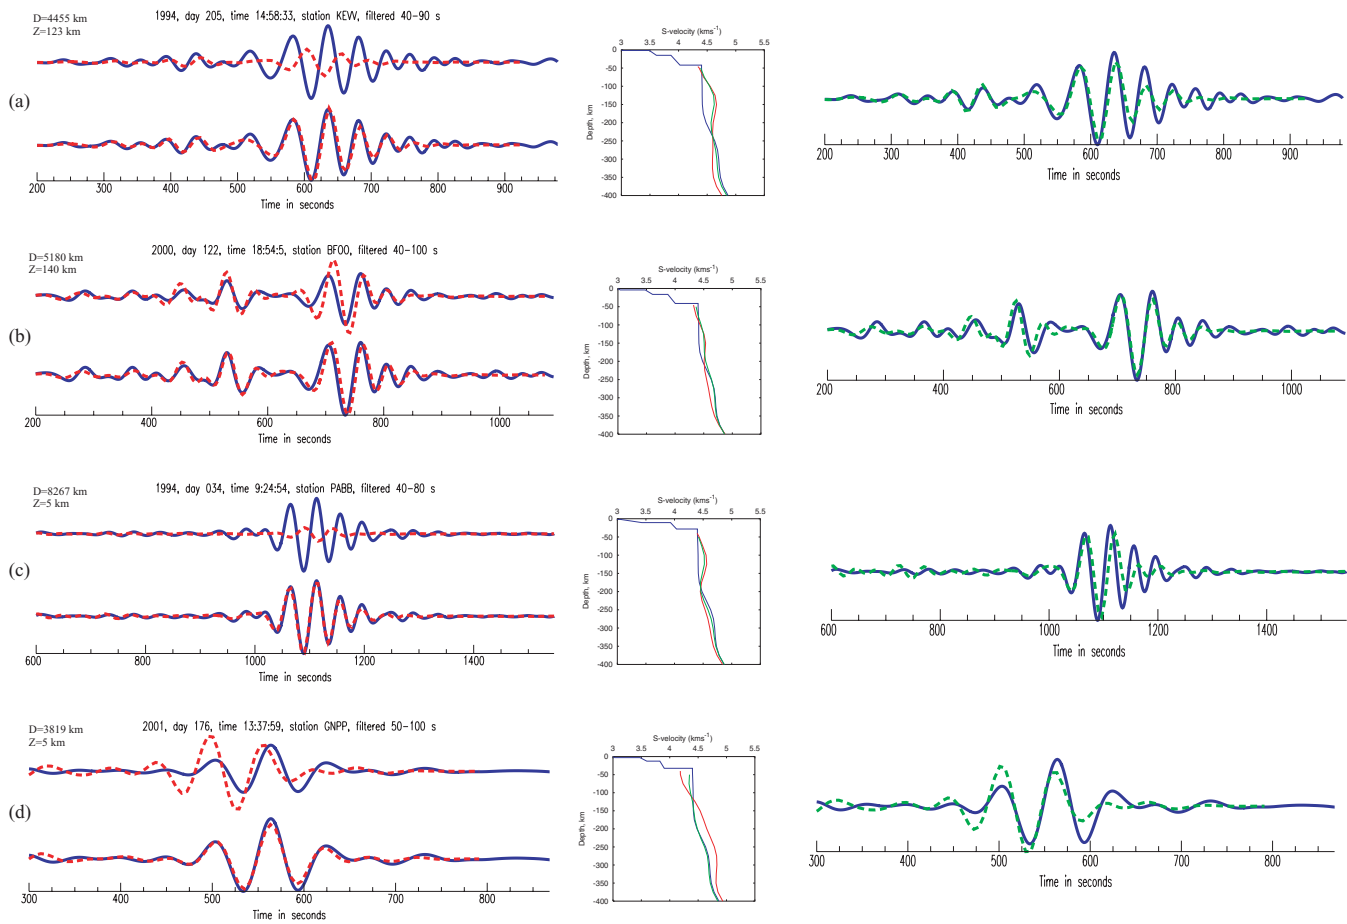 D=4455 km
Z=123 km
1994, day 205, time 14:58:33, station KEW, filtered 40-90 s
(a)
200 300 400 500 600 700 800 900
Time in seconds
S-velocity (kms⁻¹)
3 3.5 4 4.5 5 5.5
0
-50
-100
-150
-200
-250
-300
-350
-400
Depth, km
200 300 400 500 600 700 800 900
Time in seconds
D=5180 km
Z=140 km
2000, day 122, time 18:54:5, station BFOO, filtered 40-100 s
(b)
200 400 600 800 1000
Time in seconds
S-velocity (kms⁻¹)
3 3.5 4 4.5 5 5.5
0
-50
-100
-150
-200
-250
-300
-350
-400
Depth, km
200 400 600 800 1000
Time in seconds
D=8267 km
Z=5 km
1994, day 034, time 9:24:54, station PABB, filtered 40-80 s
(c)
600 800 1000 1200 1400
Time in seconds
S-velocity (kms⁻¹)
3 3.5 4 4.5 5 5.5
0
-50
-100
-150
-200
-250
-300
-350
-400
Depth, km
600 800 1000 1200 1400
Time in seconds
D=3819 km
Z=5 km
2001, day 176, time 13:37:59, station GNPP, filtered 50-100 s
(d)
300 400 500 600 700 800
Time in seconds
S-velocity (kms⁻¹)
3 3.5 4 4.5 5 5.5
0
-50
-100
-150
-200
-250
-300
-350
-400
Depth, km
300 400 500 600 700 800
Time in seconds